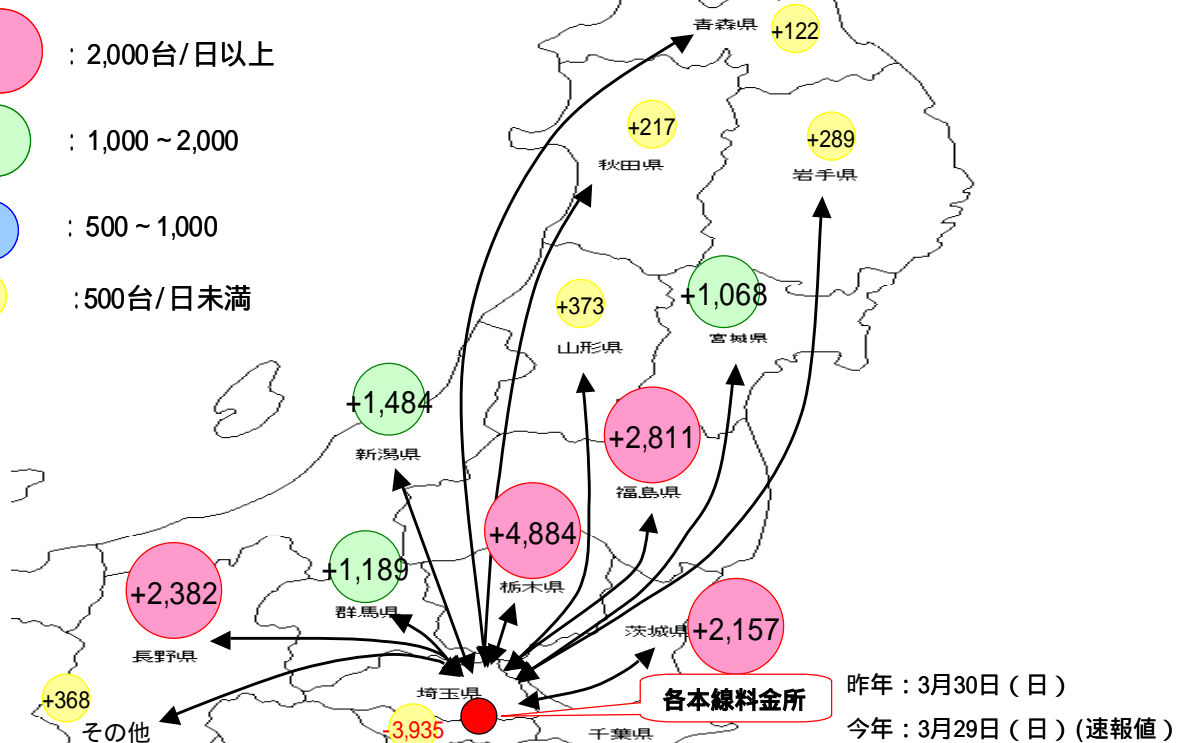 : 2,000台/日以上
: 1,000～2,000
: 500～1,000
:500台/日未満
青森県
+122
+217
秋田県
+289
岩手県
+373
山形県
+1,068
宮城県
+1,484
新潟県
+2,811
福島県
+4,884
栃木県
+1,189
群馬県
+2,382
長野県
茨城県
+2,157
+368
その他
埼玉県
-3,935
各本線料金所
千葉県
昨年：3月30日（日）
今年：3月29日（日）(速報値）